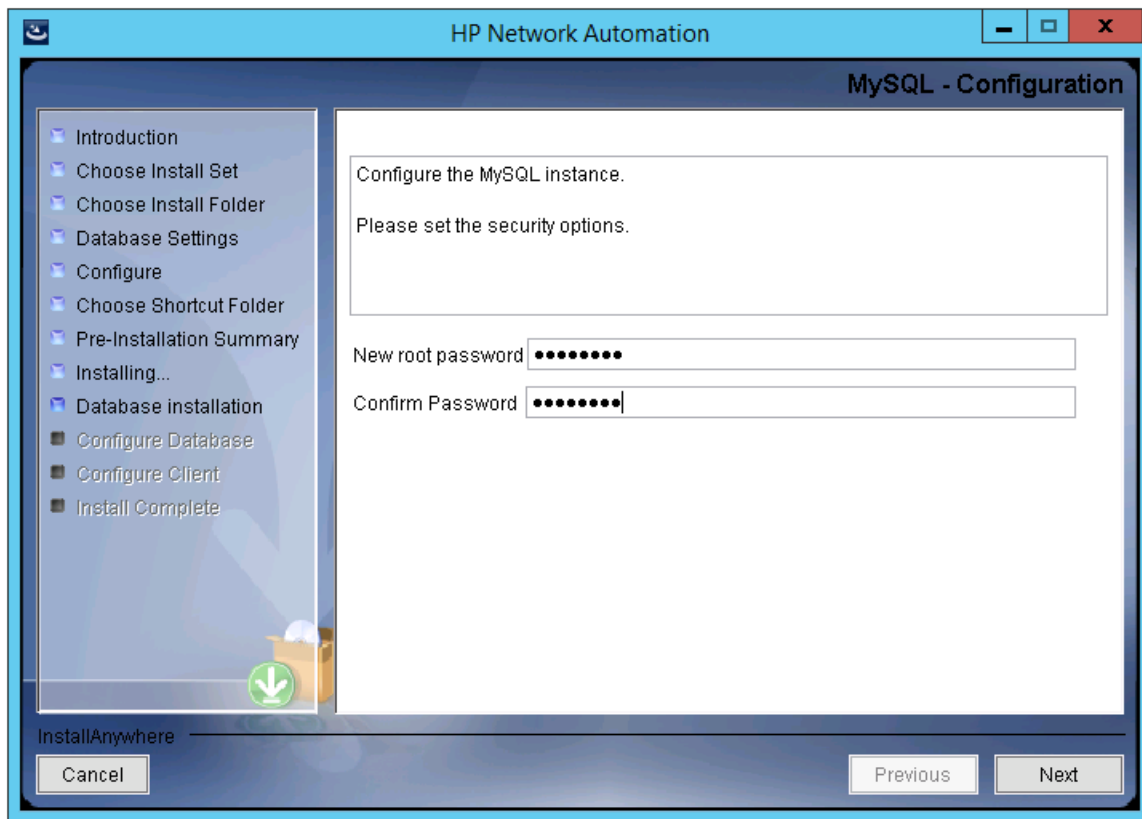 HP Network Automation
MySQL - Configuration
Introduction
Choose Install Set
Choose Install Folder
Database Settings
Configure
Choose Shortcut Folder
Pre-Installation Summary
Installing...
Database installation
Configure Database
Configure Client
Install Complete
Configure the MySQL instance.
Please set the security options.
New root password ●●●●●●●●
Confirm Password ●●●●●●●●
InstallAnywhere
Cancel
Previous
Next